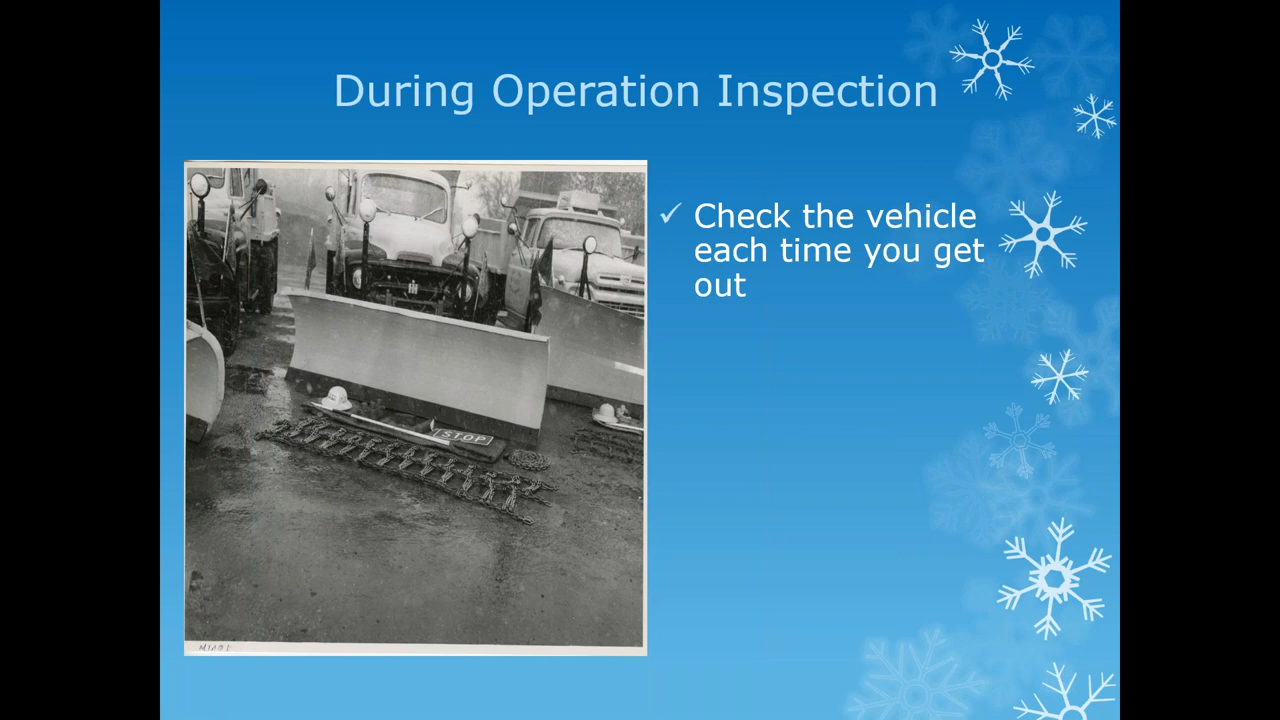 During Operation Inspection
✓ Check the vehicle
each time you get
out
STOP